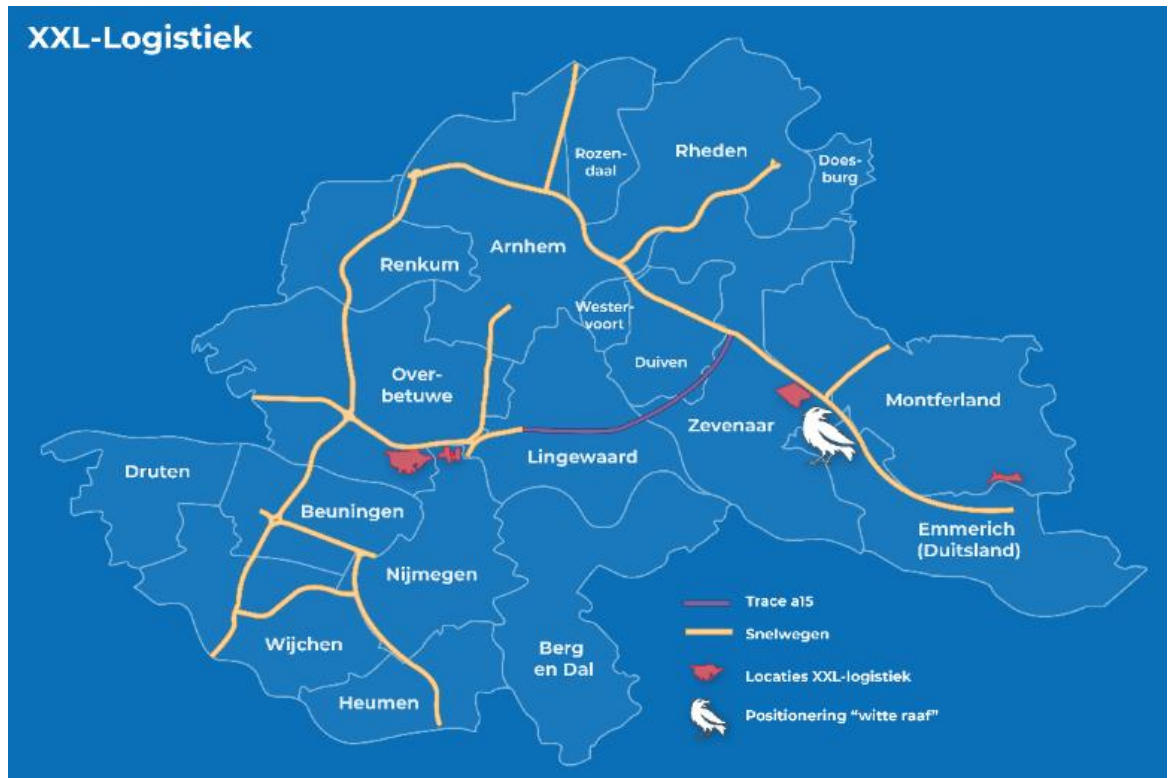 XXL-Logistiek
Rozen-
daal
Rheden
Does-
burg
Arnhem
Renkum
Wester-
voort
Duiven
Over-
betuwe
Montferland
Zevenaar
Lingewaard
Druten
Beuningen
Emmerich
(Duitsland)
Nijmegen
Wijchen
Berg
en Dal
Heumen
Trace a15
Snelwegen
Locaties XXL-logistiek
Positionering "witte raaf"